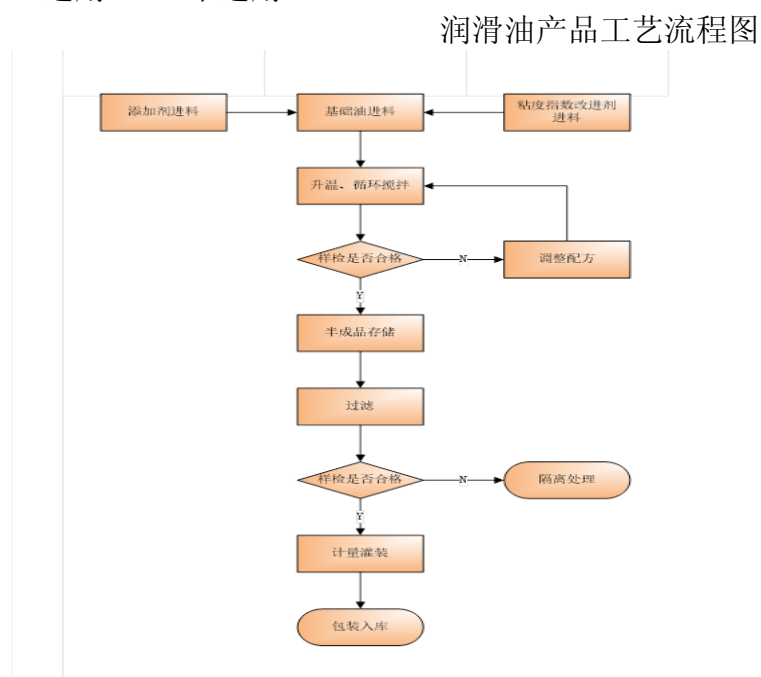 润滑油产品工艺流程图
添加剂进料
基础油进料
粘度指数改进剂
进料
升温、循环搅拌
样检是否合格
N
调整配方
Y
半成品存储
过滤
样检是否合格
N
隔离处理
Y
计量灌装
包装入库